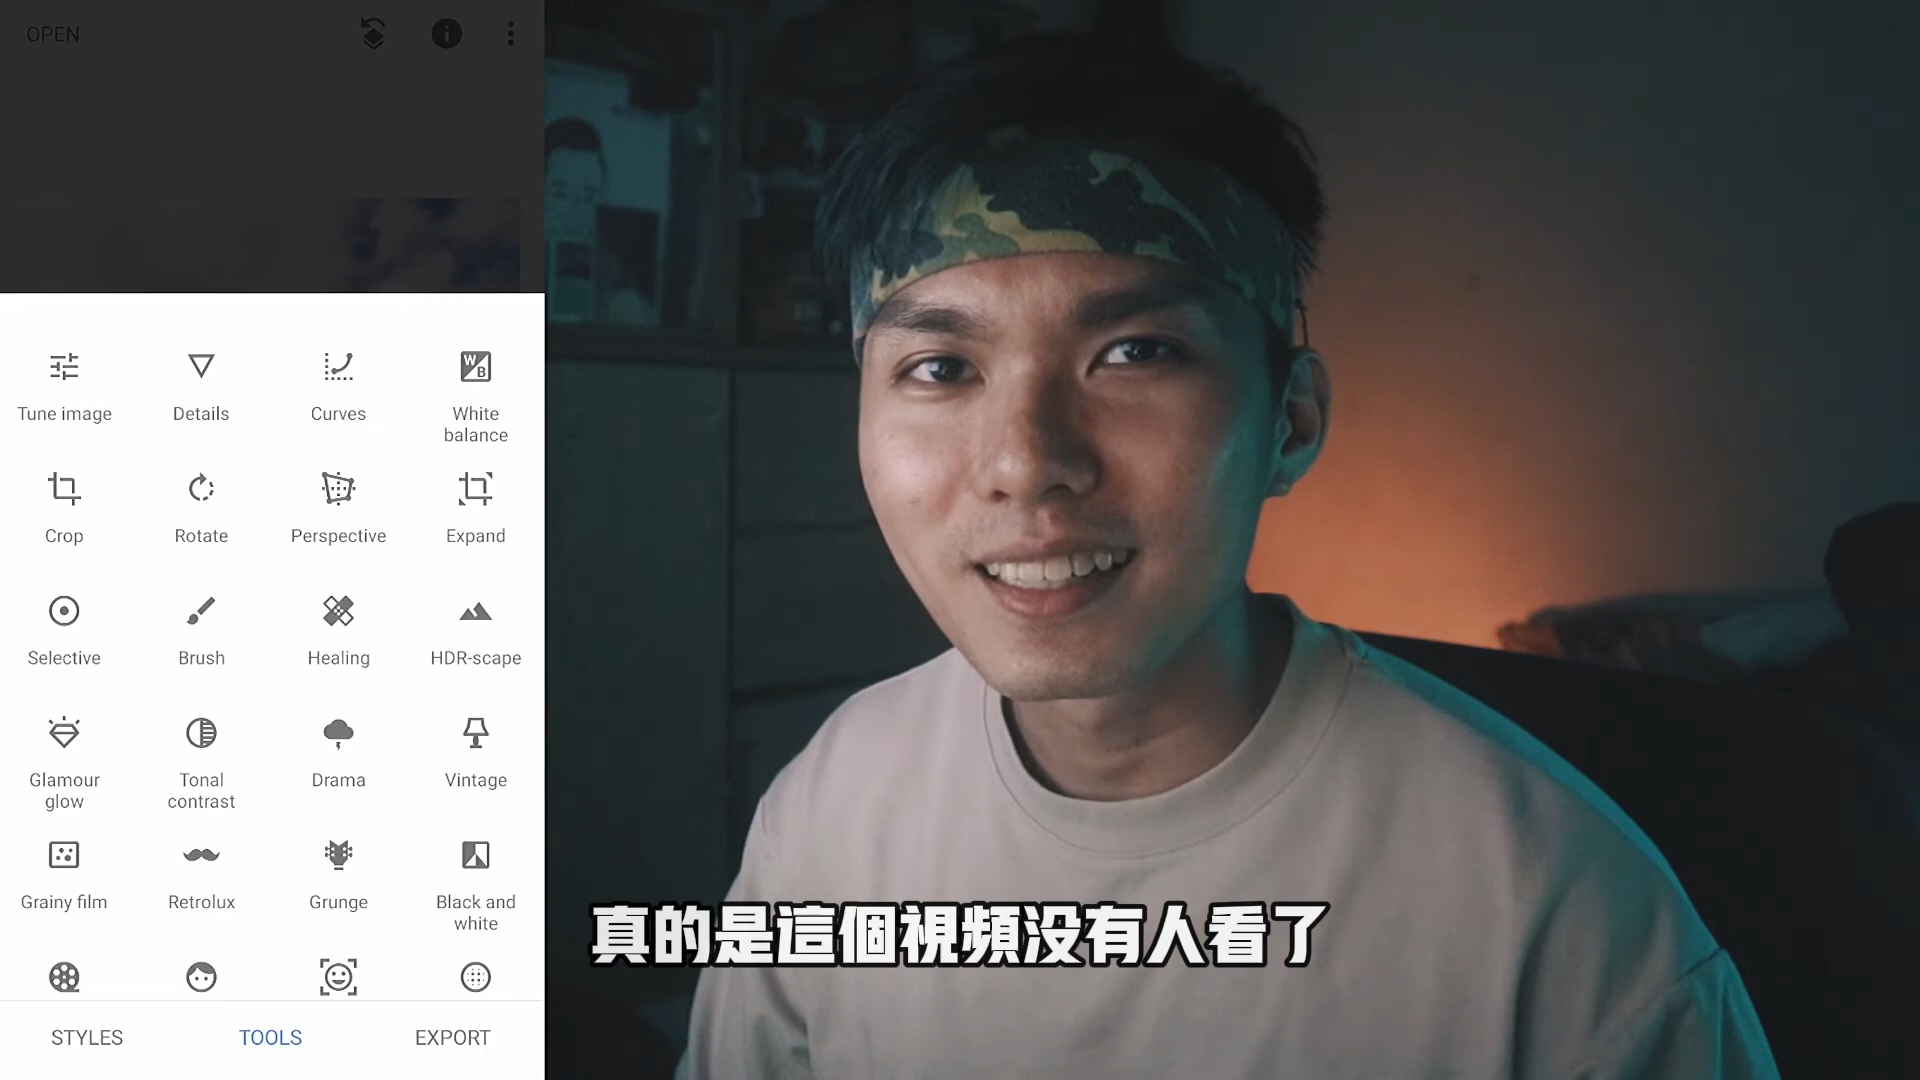 OPEN
Tune image
Details
Curves
White
balance
Crop
Rotate
Perspective
Expand
Selective
Brush
Healing
HDR-scape
Glamour
glow
Tonal
contrast
Drama
Vintage
Grainy film
Retrolux
Grunge
Black and
white
真的是這個視頻没有人看了
STYLES
TOOLS
EXPORT